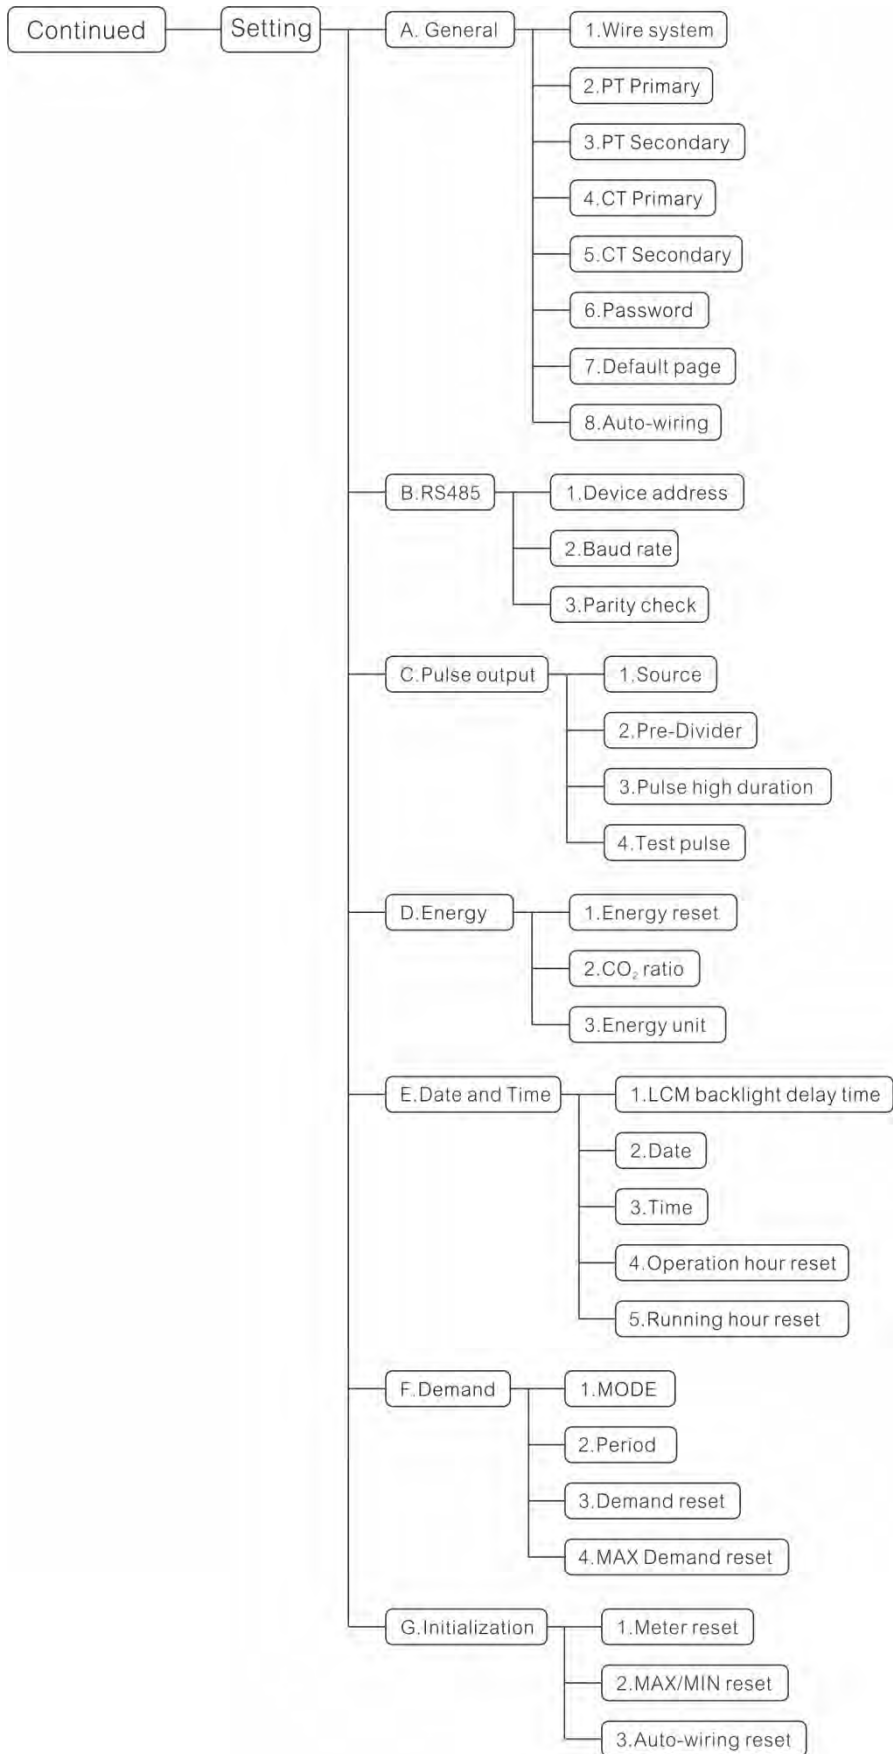 Continued
Setting
A. General
1.Wire system
2.PT Primary
3.PT Secondary
4.CT Primary
5.CT Secondary
6.Password
7.Default page
8.Auto-wiring
B.RS485
1.Device address
2.Baud rate
3.Parity check
C.Pulse output
1.Source
2.Pre-Divider
3.Pulse high duration
4.Test pulse
D.Energy
1.Energy reset
2.CO₂ ratio
3.Energy unit
E.Date and Time
1.LCM backlight delay time
2.Date
3.Time
4.Operation hour reset
5.Running hour reset
F.Demand
1.MODE
2.Period
3.Demand reset
4.MAX Demand reset
G.Initialization
1.Meter reset
2.MAX/MIN reset
3.Auto-wiring reset